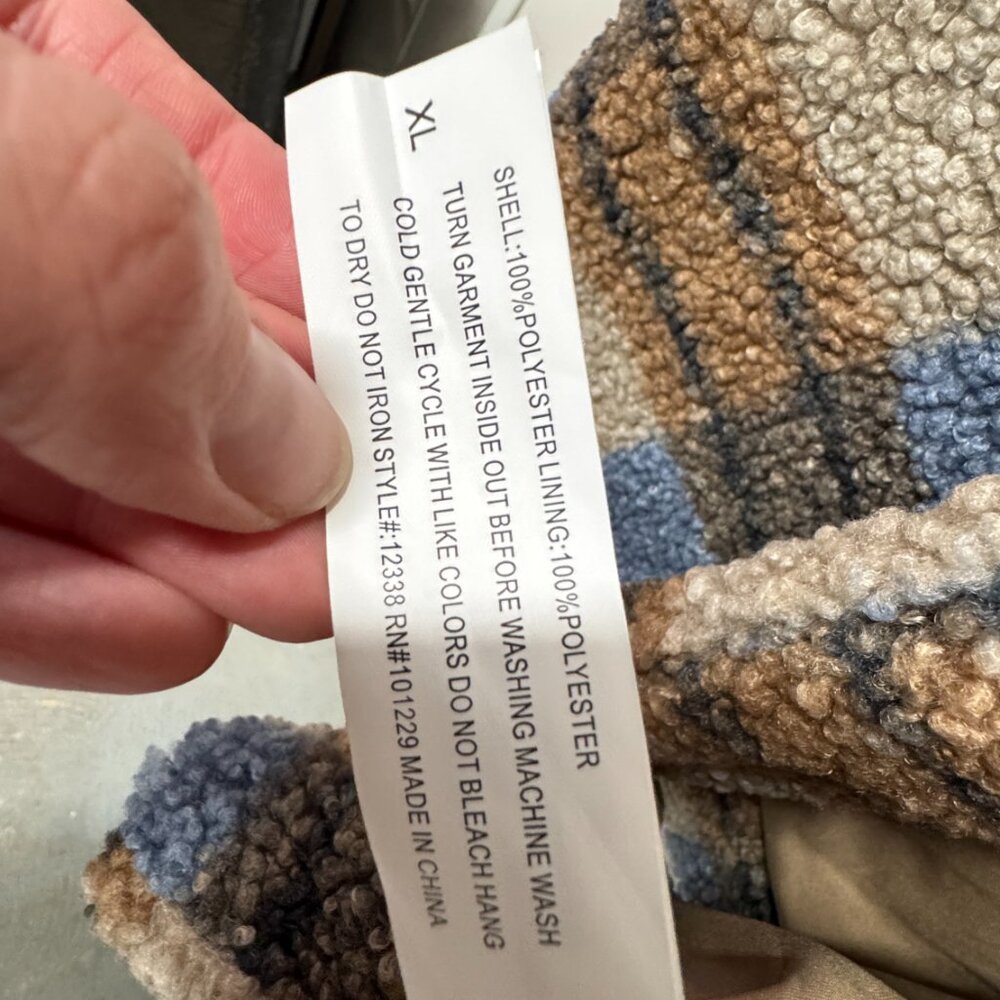 XL
SHELL:100%POLYESTER LINING:100%POLYESTER
TURN GARMENT INSIDE OUT BEFORE WASHING MACHINE WASH
COLD GENTLE CYCLE WITH LIKE COLORS DO NOT BLEACH HANG
TO DRY DO NOT IRON STYLE#:12338 RN#101229 MADE IN CHINA